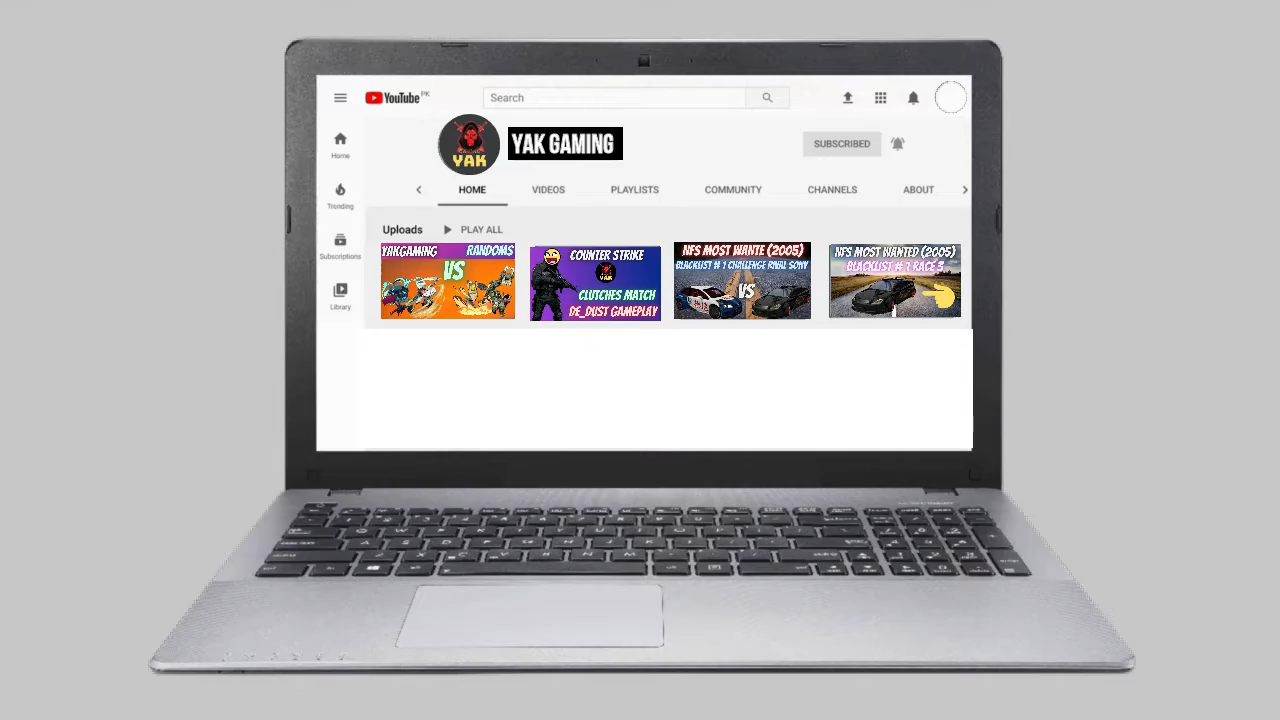 YouTube PK
Search
Home
Trending
Subscriptions
Library
YAK
YAK GAMING
SUBSCRIBED
HOME VIDEOS PLAYLISTS COMMUNITY CHANNELS ABOUT
Uploads PLAY ALL
YAKGAMING RANDOMS
VS
COUNTER STRIKE
YAK
CLUTCHES MATCH
DE_DUST GAMEPLAY
NFS MOST WANTE (2005)
BLACKLIST # 1 CHALLENGE RIVAL SONY
VS
NFS MOST WANTED (2005)
BLACKLIST # 1 RACE 3